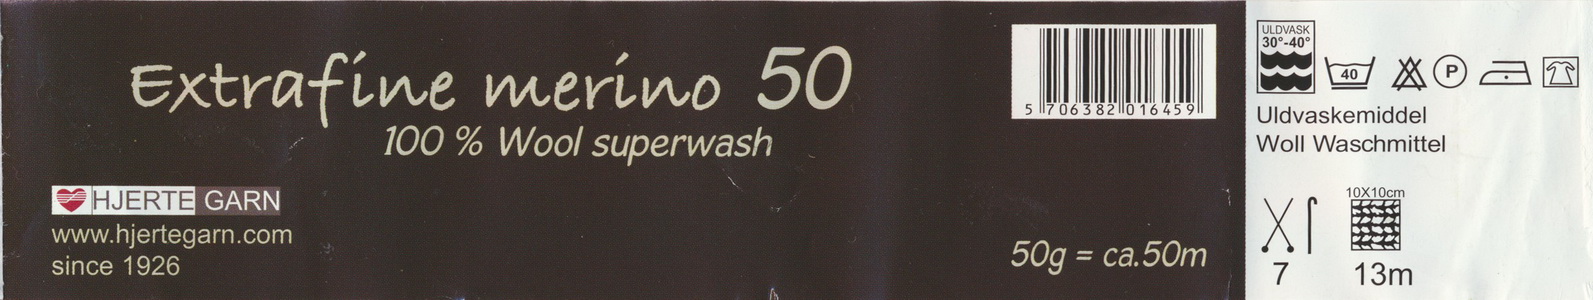 Extrafine merino 50
100 % Wool superwash
HJERTE GARN
www.hjertegarn.com
since 1926
5 706382 016459
50g = ca.50m
ULDVASK
30°-40°
40
P
Uldvaskemiddel
Woll Waschmittel
10X10cm
7
13m